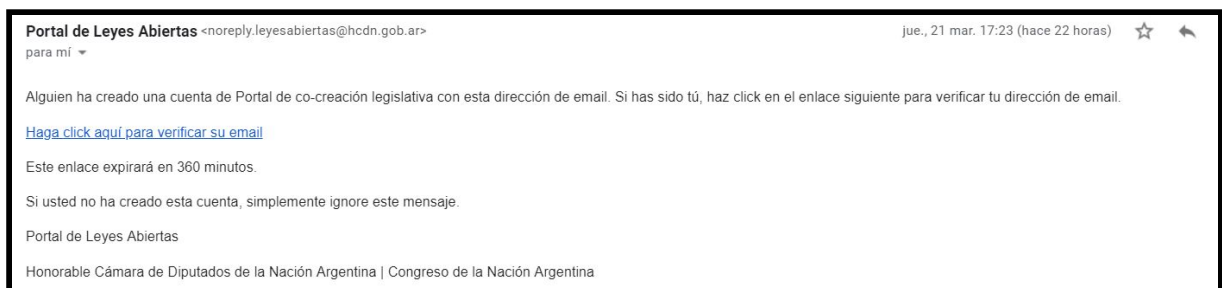 Portal de Leyes Abiertas <noreply.leyesabiertas@hcdn.gob.ar> jue., 21 mar. 17:23 (hace 22 horas)
para mí
Alguien ha creado una cuenta de Portal de co-creación legislativa con esta dirección de email. Si has sido tú, haz click en el enlace siguiente para verificar tu dirección de email.
Haga click aquí para verificar su email
Este enlace expirará en 360 minutos.
Si usted no ha creado esta cuenta, simplemente ignore este mensaje.
Portal de Leyes Abiertas
Honorable Cámara de Diputados de la Nación Argentina | Congreso de la Nación Argentina